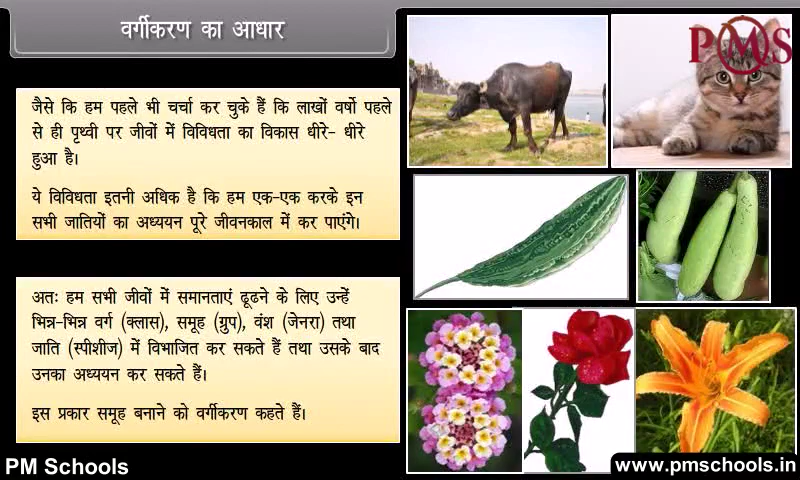 वर्गीकरण का आधार
PMS
जैसे कि हम पहले भी चर्चा कर चुके हैं कि लाखों वर्षो पहले
से ही पृथ्वी पर जीवों में विविधता का विकास धीरे- धीरे
हुआ है।
ये विविधता इतनी अधिक है कि हम एक-एक करके इन
सभी जातियों का अध्ययन पूरे जीवनकाल में कर पाएंगे।
अतः हम सभी जीवों में समानताएं ढूढने के लिए उन्हें
भिन्न-भिन्न वर्ग (क्लास), समूह (ग्रुप), वंश (जेनरा) तथा
जाति (स्पीशीज) में विभाजित कर सकते हैं तथा उसके बाद
उनका अध्ययन कर सकते हैं।
इस प्रकार समूह बनाने को वर्गीकरण कहते हैं।
PM Schools
www.pmschools.in